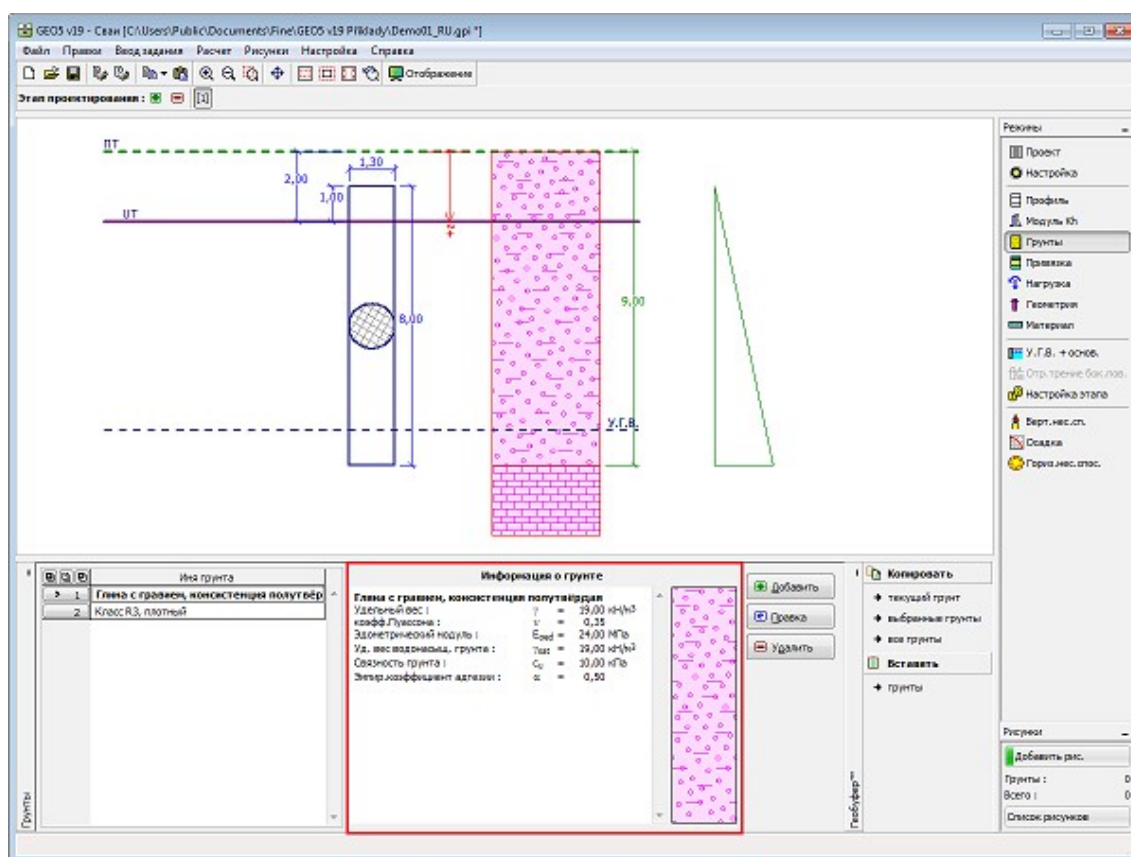 GEO5 v19 - Сваи [C:\Users\Public\Documents\Fine\GEO5 v19 Příklady\Demo01_RU.gpi *]
Файл Правки Ввод задания Расчет Рисунки Настройка Справка
Отображение
Этап проектирования : [1]
ПТ
1,30
2,00
1,00
UT
+z
8,00
9,00
У.Г.В.
Режимы
Проект
Настройка
Профиль
Модуль Kh
Грунты
Привязка
Нагрузка
Геометрия
Материал
У.Г.В. + основ.
Отр. трение бок.пов.
Настройка этапа
Верт.нес.сп.
Осадка
Гориз.нес.спос.
Имя грунта
1 Глина с гравием, консистенция полутвёр
2 Класс R3, плотный
Информация о грунте
Глина с гравием, консистенция полутвёрдая
Удельный вес : γ = 19,00 кН/м³
коэфф.Пуассона : ν = 0,35
Эдометрический модуль : Eoed = 24,00 МПа
Уд. вес водонасыщ. грунта : γsat = 19,00 кН/м³
Связность грунта : cu = 10,00 кПа
Эмпир.коэффициент адгезии : α = 0,50
Добавить
Правка
Удалить
Копировать
текущий грунт
выбранные грунты
все грунты
Вставить
грунты
Грунты
Геобуфер™
Рисунки
Добавить рис.
Грунты : 0
Всего : 0
Список рисунков